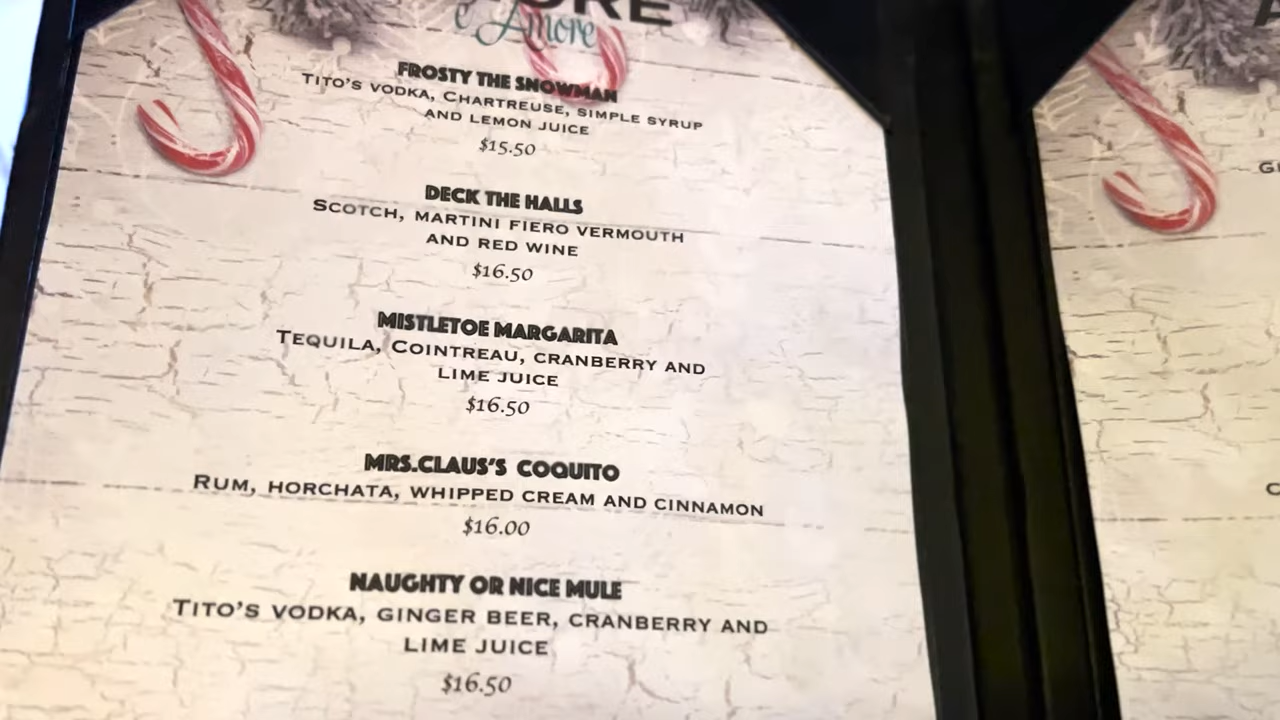 e Amore
FROSTY THE SNOWMAN
TITO'S VODKA, CHARTREUSE, SIMPLE SYRUP
AND LEMON JUICE
$15.50
DECK THE HALLS
SCOTCH, MARTINI FIERO VERMOUTH
AND RED WINE
$16.50
MISTLETOE MARGARITA
TEQUILA, COINTREAU, CRANBERRY AND
LIME JUICE
$16.50
MRS.CLAUS'S COQUITO
RUM, HORCHATA, WHIPPED CREAM AND CINNAMON
$16.00
NAUGHTY OR NICE MULE
TITO'S VODKA, GINGER BEER, CRANBERRY AND
LIME JUICE
$16.50